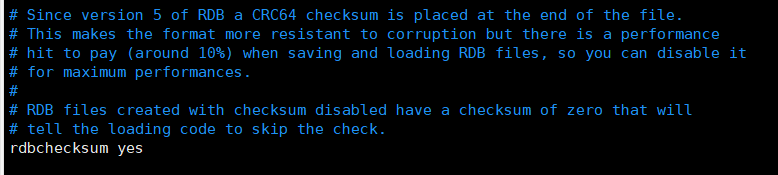 # Since version 5 of RDB a CRC64 checksum is placed at the end of the file.
# This makes the format more resistant to corruption but there is a performance
# hit to pay (around 10%) when saving and loading RDB files, so you can disable it
# for maximum performances.
#
# RDB files created with checksum disabled have a checksum of zero that will
# tell the loading code to skip the check.
rdbchecksum yes